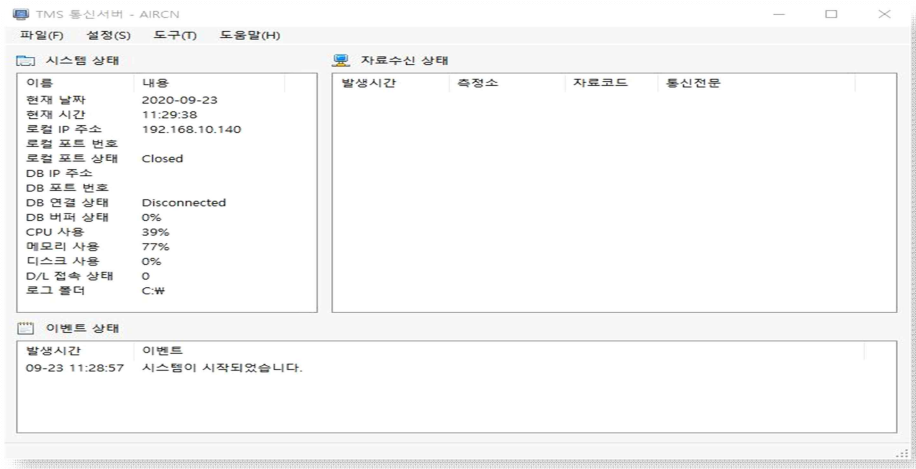 TMS 통신서버 - AIRCN
파일(F) 설정(S) 도구(T) 도움말(H)
시스템 상태
이름 내용
현재 날짜 2020-09-23
현재 시간 11:29:38
로컬 IP 주소 192.168.10.140
로컬 포트 번호
로컬 포트 상태 Closed
DB IP 주소
DB 포트 번호
DB 연결 상태 Disconnected
DB 버퍼 상태 0%
CPU 사용 39%
메모리 사용 77%
디스크 사용 0%
D/L 접속 상태 0
로그 폴더 C:₩
자료수신 상태
발생시간 측정소 자료코드 통신전문
이벤트 상태
발생시간 이벤트
09-23 11:28:57 시스템이 시작되었습니다.